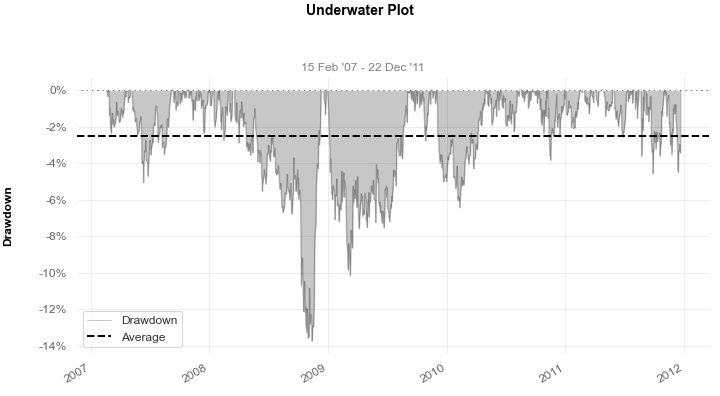 Underwater Plot
15 Feb '07 - 22 Dec '11
Drawdown
0%
-2%
-4%
-6%
-8%
-10%
-12%
-14%
Drawdown
Average
2007
2008
2009
2010
2011
2012